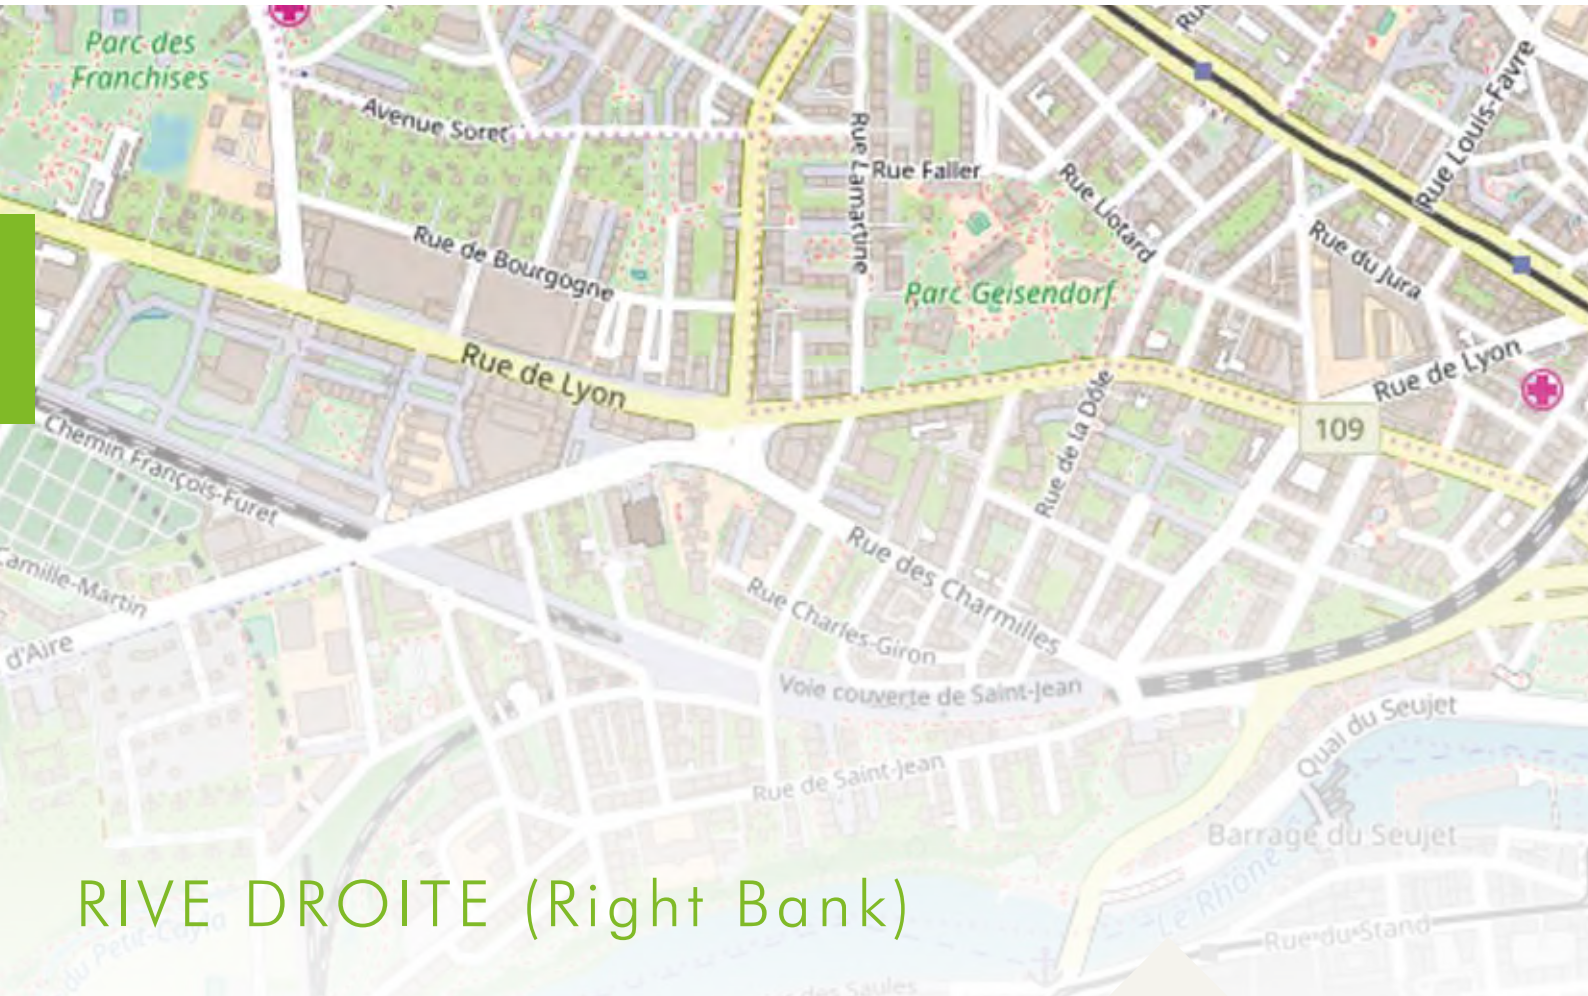 Parc des
Franchises
Ru
Rue Louis-Favre
Avenue Soret
Rue Lamartine
Rue Faller
Rue Liotard
Rue de Bourgogne
Rue du Jura
Parc Geisendorf
Rue de Lyon
Rue de Lyon
Rue de la Dôle
109
Chemin François-Furet
Camille-Martin
Rue des Charmilles
Rue Charles-Giron
d'Aire
Voie couverte de Saint-Jean
Quai du Seujet
Rue de Saint-Jean
Barrage du Seujet
Le Rhône
RIVE DROITE (Right Bank)
Rue du Stand
des Saules